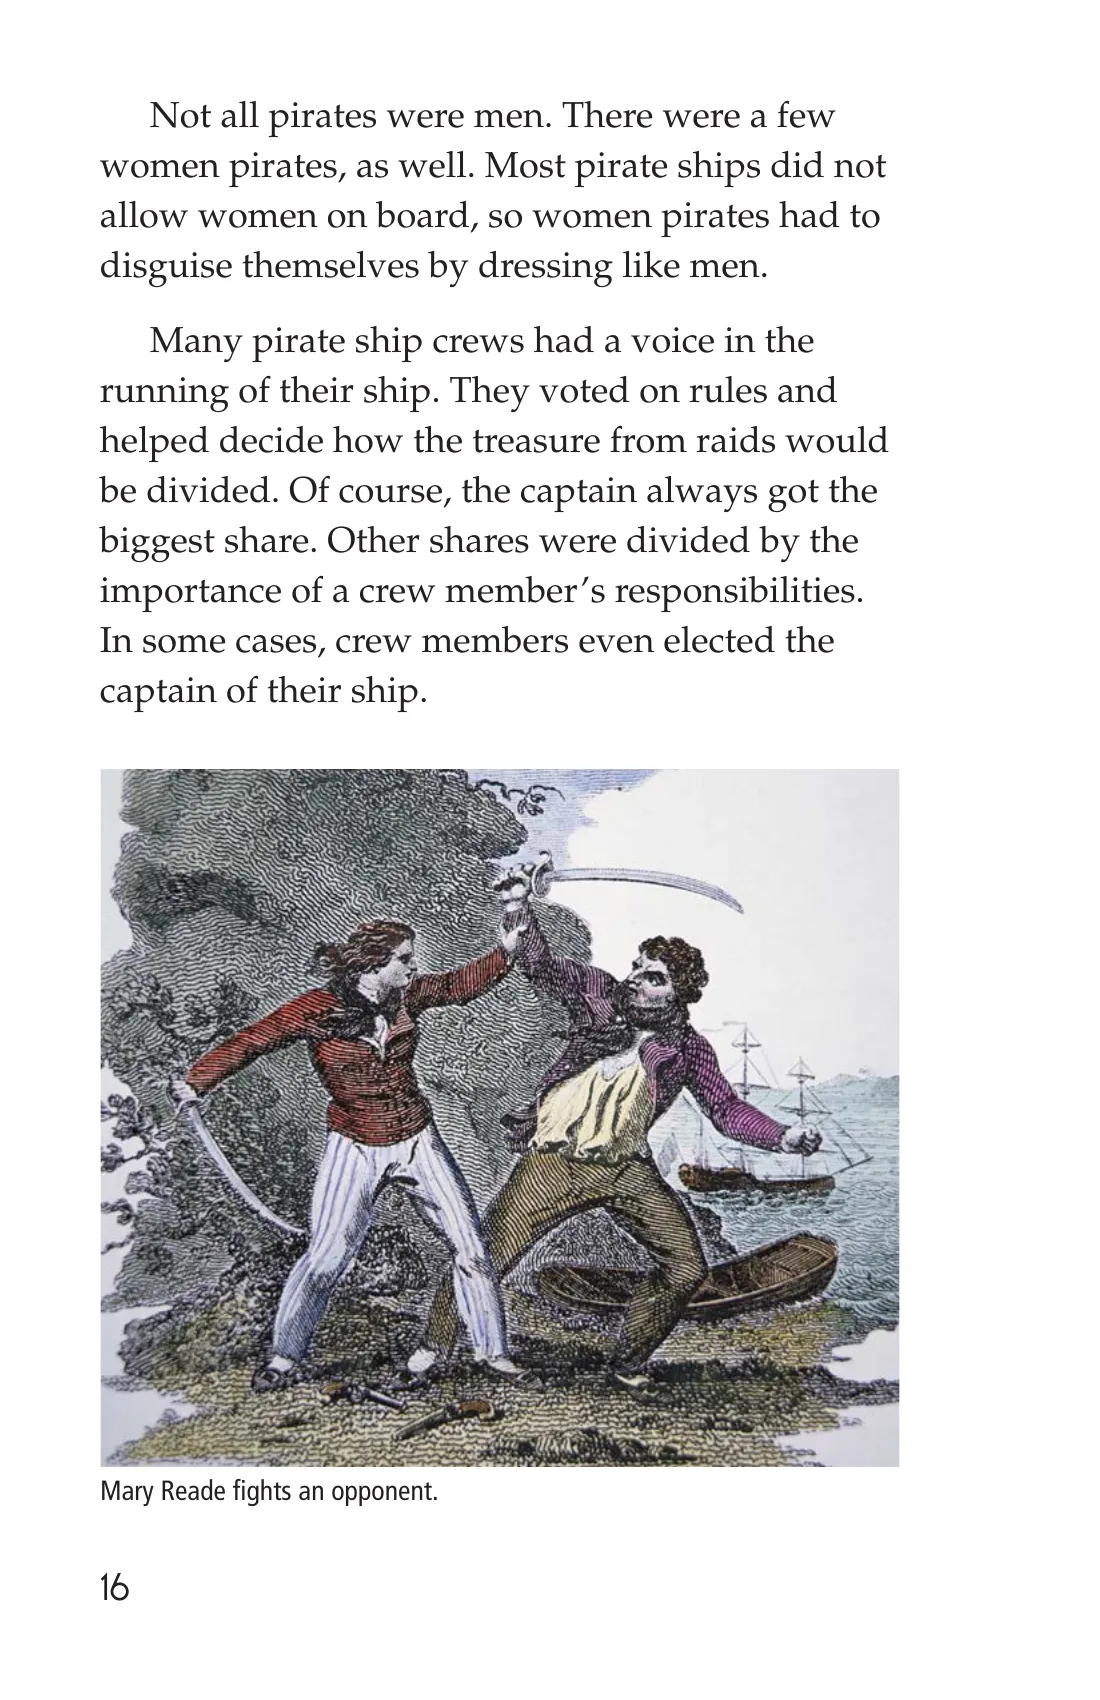 Not all pirates were men. There were a few
women pirates, as well. Most pirate ships did not
allow women on board, so women pirates had to
disguise themselves by dressing like men.
Many pirate ship crews had a voice in the
running of their ship. They voted on rules and
helped decide how the treasure from raids would
be divided. Of course, the captain always got the
biggest share. Other shares were divided by the
importance of a crew member’s responsibilities.
In some cases, crew members even elected the
captain of their ship.
Mary Reade fights an opponent.
16